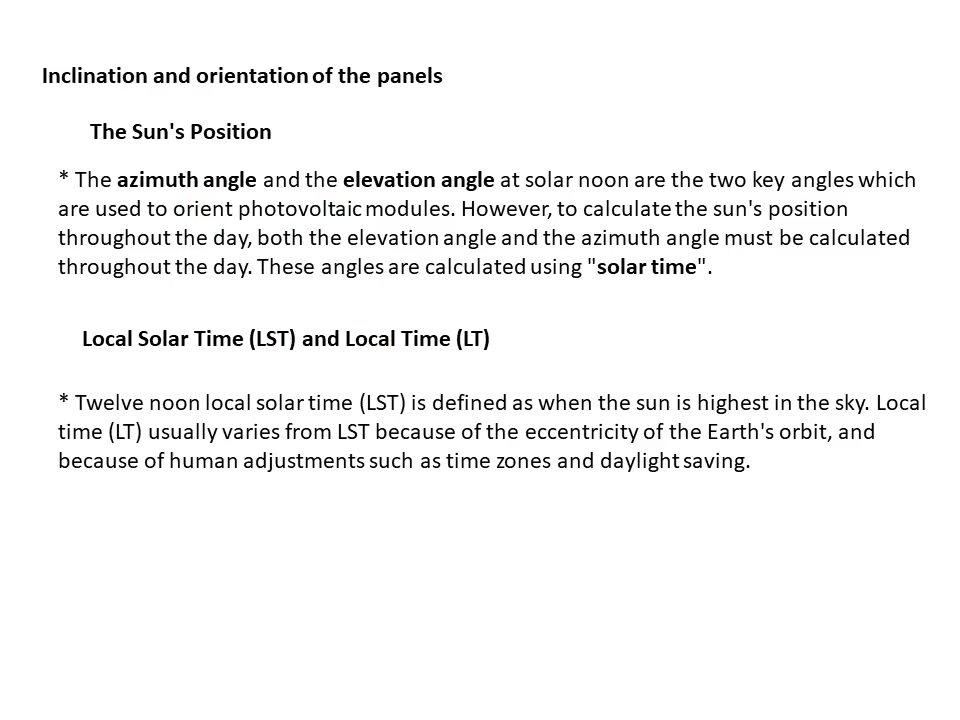 Inclination and orientation of the panels
The Sun's Position
* The azimuth angle and the elevation angle at solar noon are the two key angles which
are used to orient photovoltaic modules. However, to calculate the sun's position
throughout the day, both the elevation angle and the azimuth angle must be calculated
throughout the day. These angles are calculated using "solar time".
Local Solar Time (LST) and Local Time (LT)
* Twelve noon local solar time (LST) is defined as when the sun is highest in the sky. Local
time (LT) usually varies from LST because of the eccentricity of the Earth's orbit, and
because of human adjustments such as time zones and daylight saving.